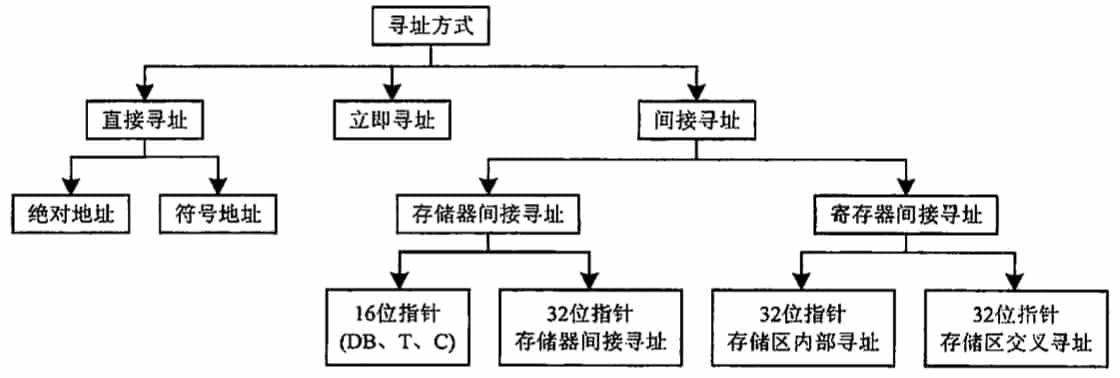 寻址方式
直接寻址
立即寻址
间接寻址
绝对地址
符号地址
存储器间接寻址
寄存器间接寻址
16位指针
(DB、T、C)
32位指针
存储器间接寻址
32位指针
存储区内部寻址
32位指针
存储区交叉寻址